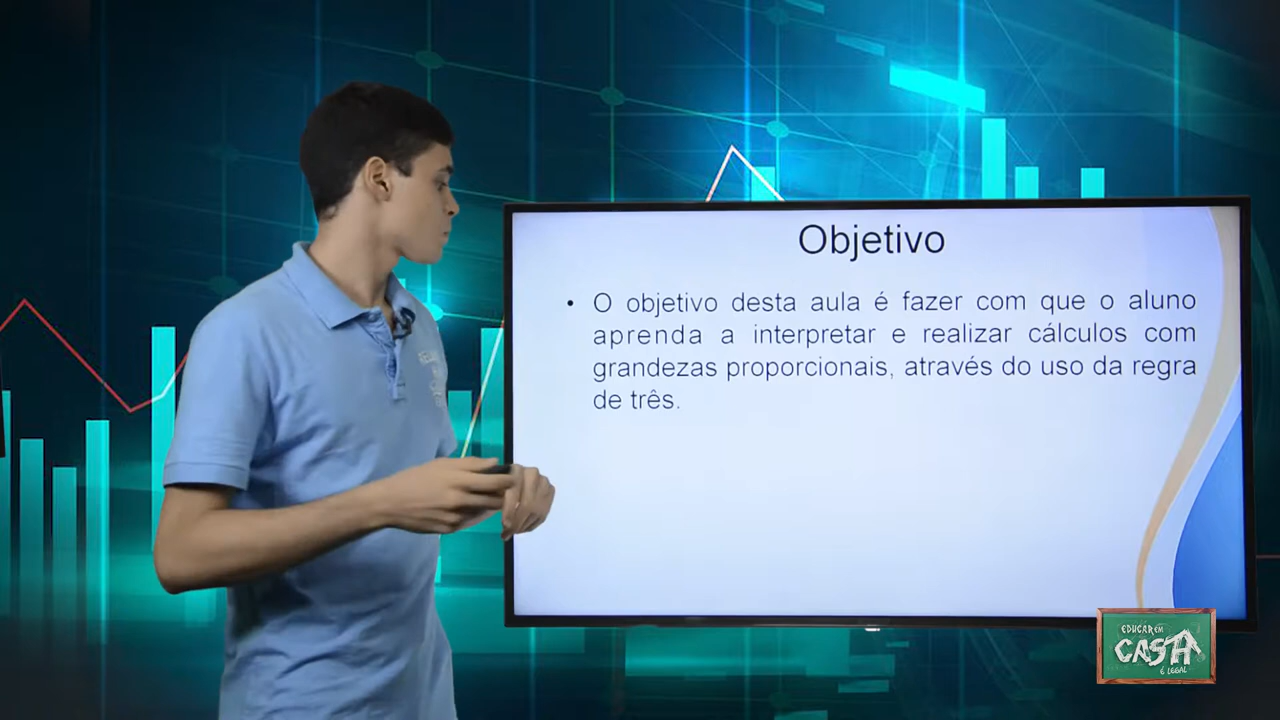 Objetivo
• O objetivo desta aula é fazer com que o aluno
aprenda a interpretar e realizar cálculos com
grandezas proporcionais, através do uso da regra
de três.
EDUCAR EM
CASA
É LEGAL